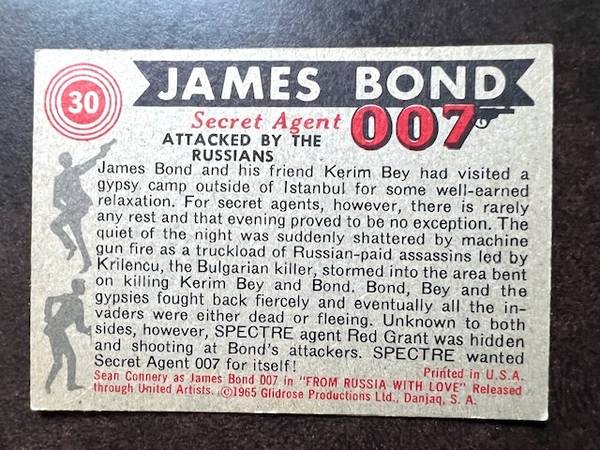 30
JAMES BOND
Secret Agent 007
ATTACKED BY THE
RUSSIANS
James Bond and his friend Kerim Bey had visited a
gypsy camp outside of Istanbul for some well-earned
relaxation. For secret agents, however, there is rarely
any rest and that evening proved to be no exception. The
quiet of the night was suddenly shattered by machine
gun fire as a truckload of Russian-paid assassins led by
Krilencu, the Bulgarian killer, stormed into the area bent
on killing Kerim Bey and Bond. Bond, Bey and the
gypsies fought back fiercely and eventually all the in-
vaders were either dead or fleeing. Unknown to both
sides, however, SPECTRE agent Red Grant was hidden
and shooting at Bond's attackers. SPECTRE wanted
Secret Agent 007 for itself!
Printed in U.S.A.
Sean Connery as James Bond 007 in "FROM RUSSIA WITH LOVE" Released
through United Artists. ©1965 Glidrose Productions Ltd., Danjaq, S. A.